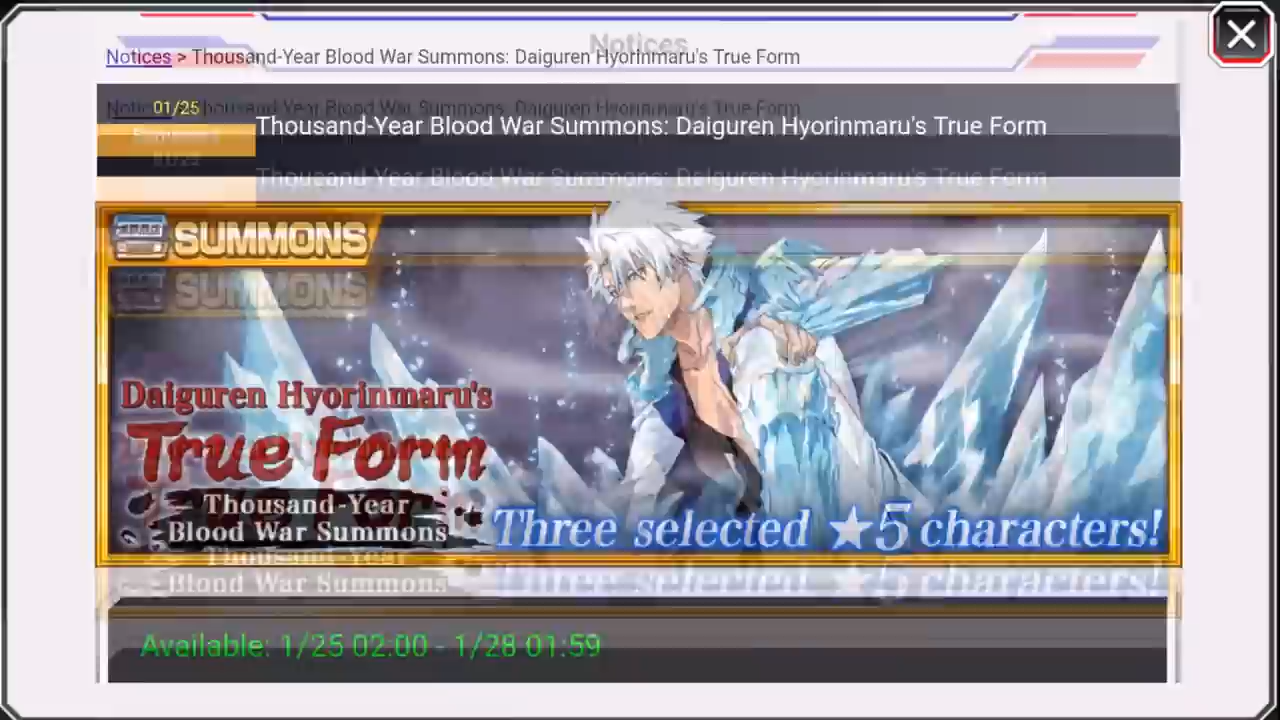 Notices
Notices > Thousand-Year Blood War Summons: Daiguren Hyorinmaru's True Form
01/25
Thousand-Year Blood War Summons: Daiguren Hyorinmaru's True Form
SUMMONS
Daiguren Hyorinmaru's
True Form
Thousand-Year
Blood War Summons
Three selected ★5 characters!
Available: 1/25 02:00 - 1/28 01:59